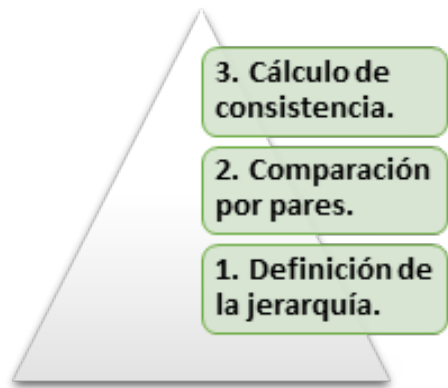 3. Cálculo de
consistencia.
2. Comparación
por pares.
1. Definición de
la jerarquía.